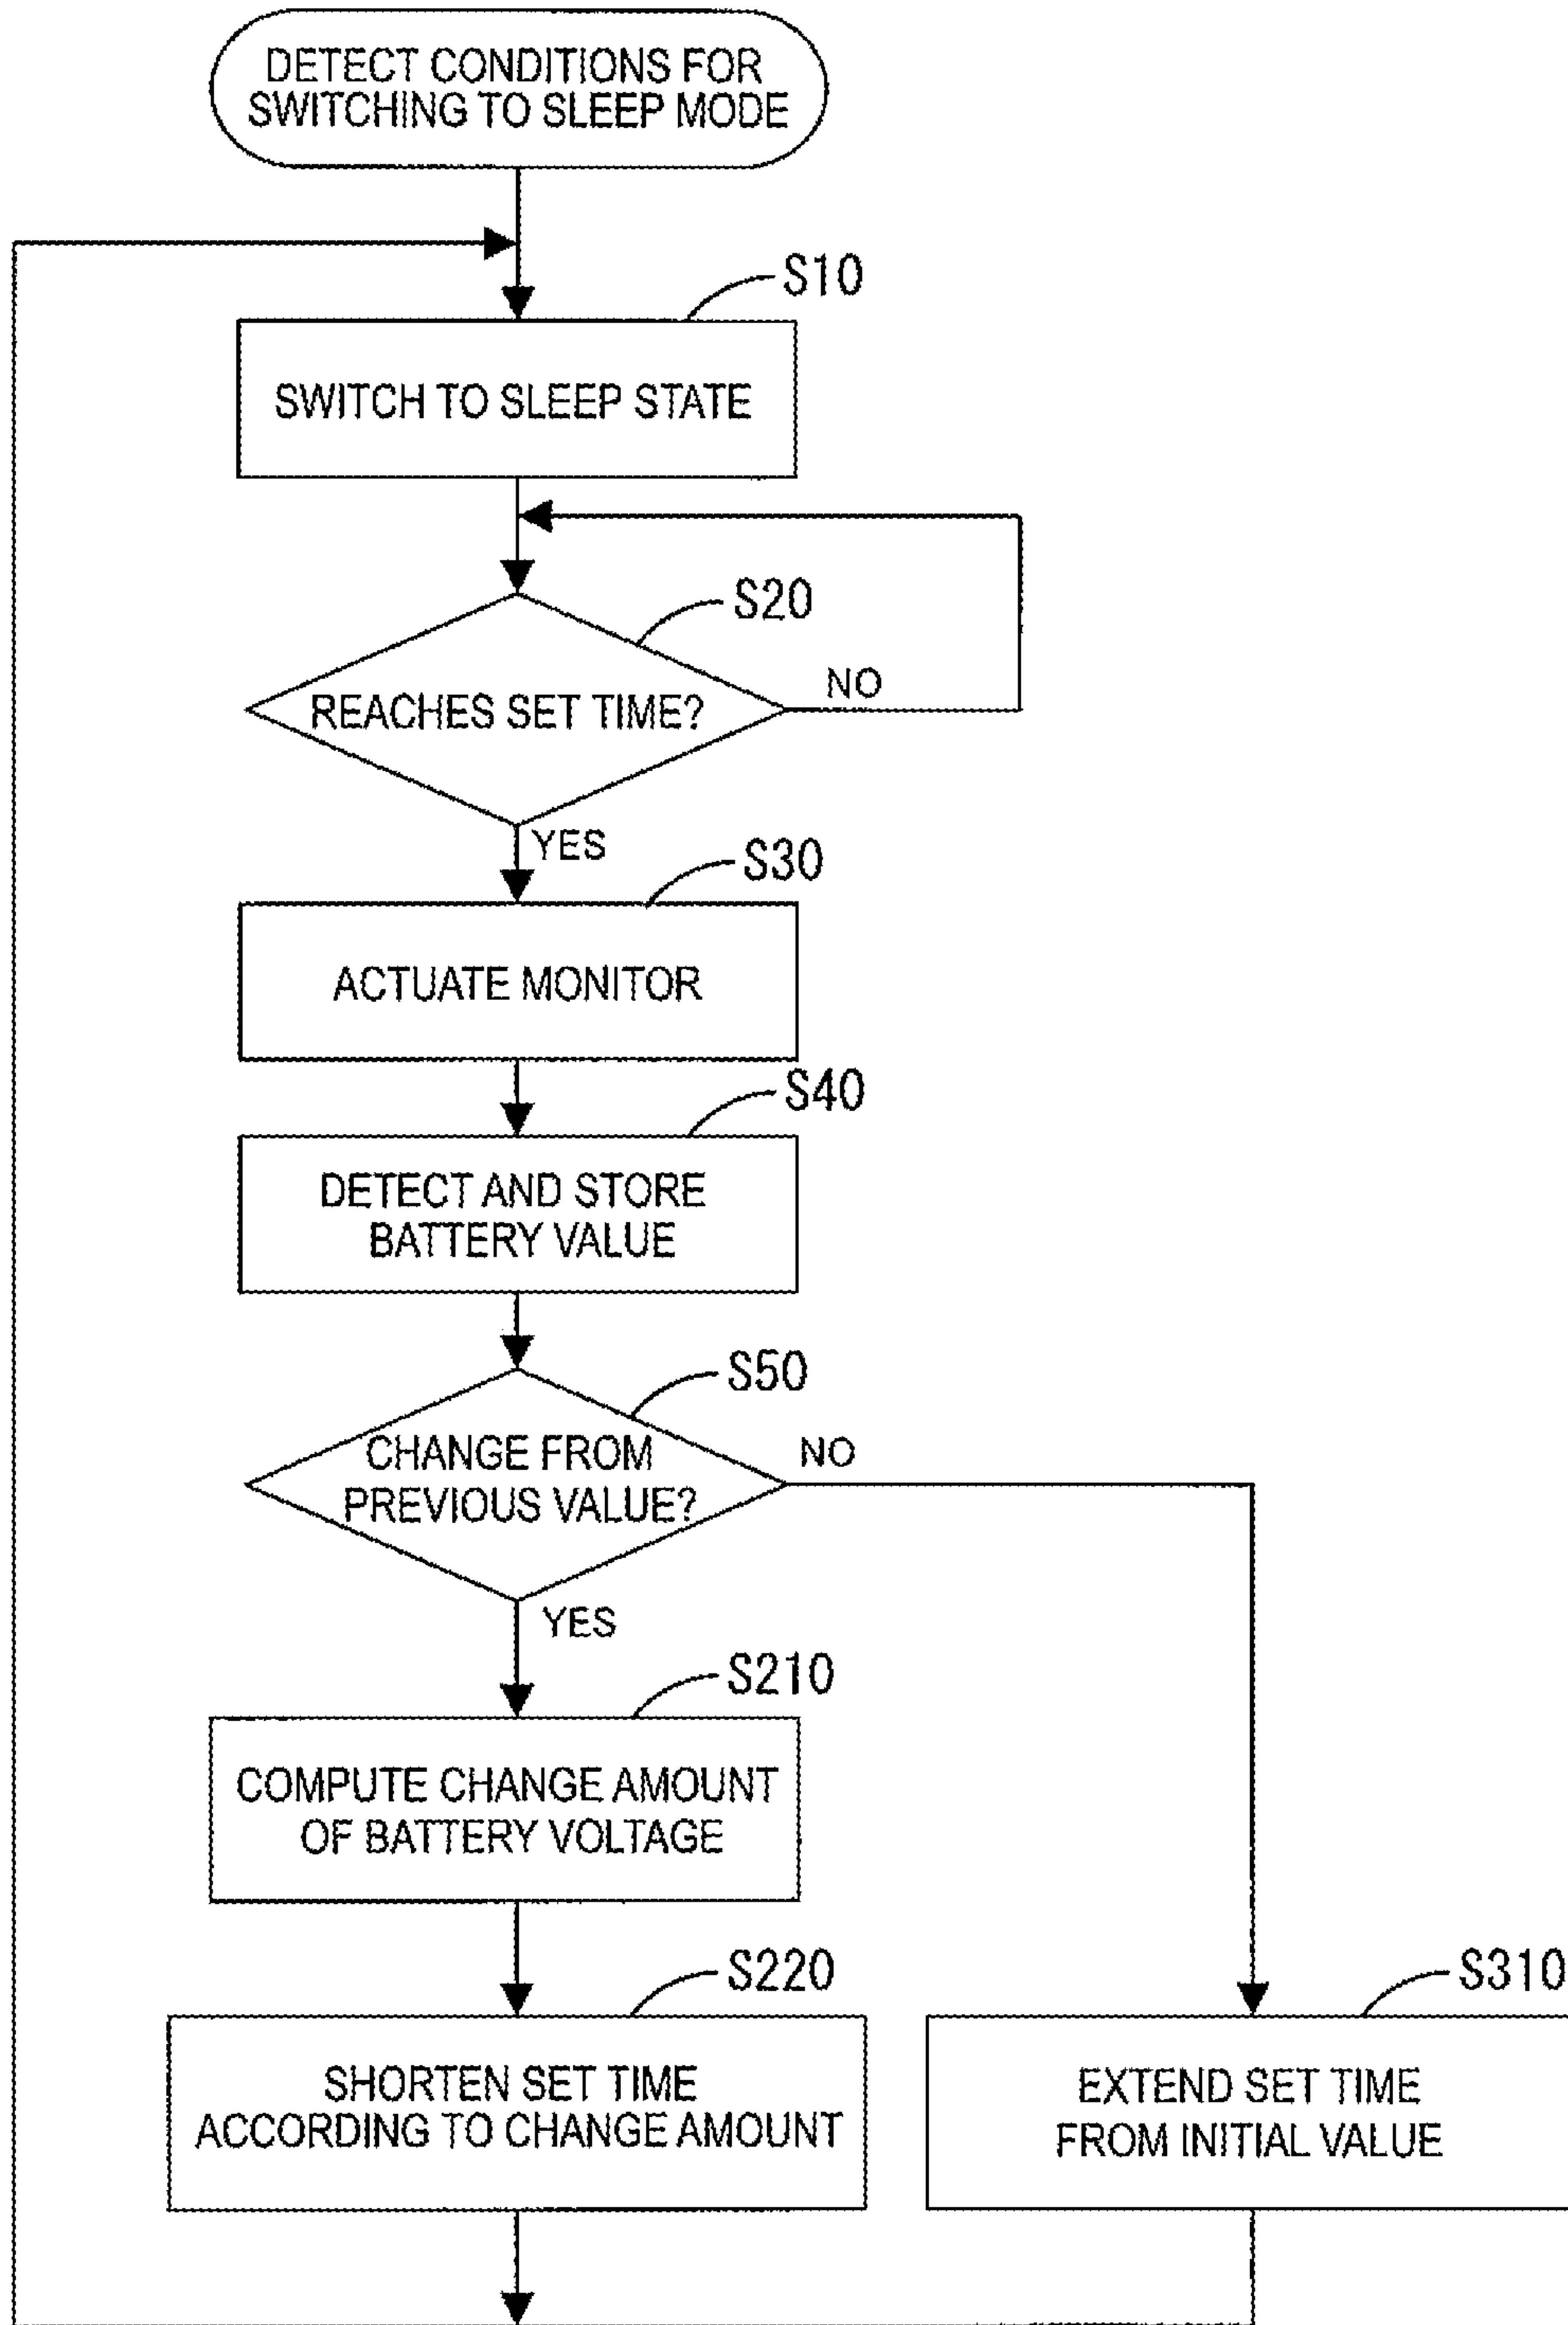 DETECT CONDITIONS FOR
SWITCHING TO SLEEP MODE
S10
SWITCH TO SLEEP STATE
S20
REACHES SET TIME?
NO
YES
S30
ACTUATE MONITOR
S40
DETECT AND STORE
BATTERY VALUE
S50
CHANGE FROM
PREVIOUS VALUE?
NO
YES
S210
COMPUTE CHANGE AMOUNT
OF BATTERY VOLTAGE
S220
SHORTEN SET TIME
ACCORDING TO CHANGE AMOUNT
S310
EXTEND SET TIME
FROM INITIAL VALUE